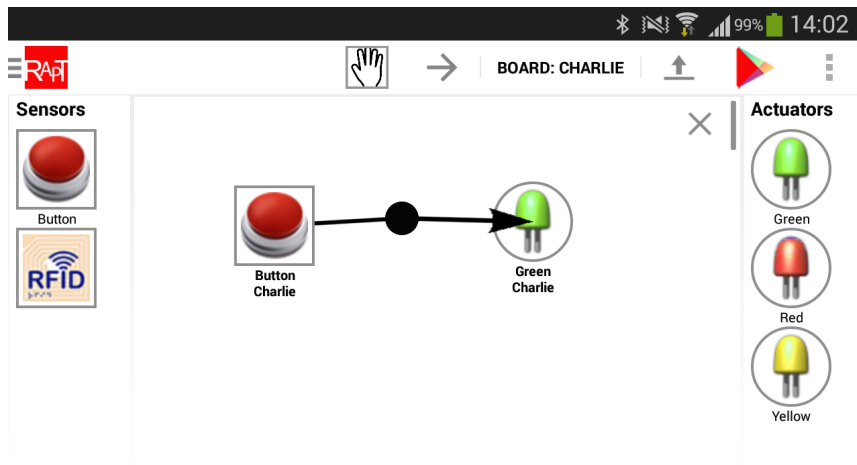 99% 14:02
RAPT
BOARD: CHARLIE
Sensors
Button
RFID
Button
Charlie
Green
Charlie
Actuators
Green
Red
Yellow